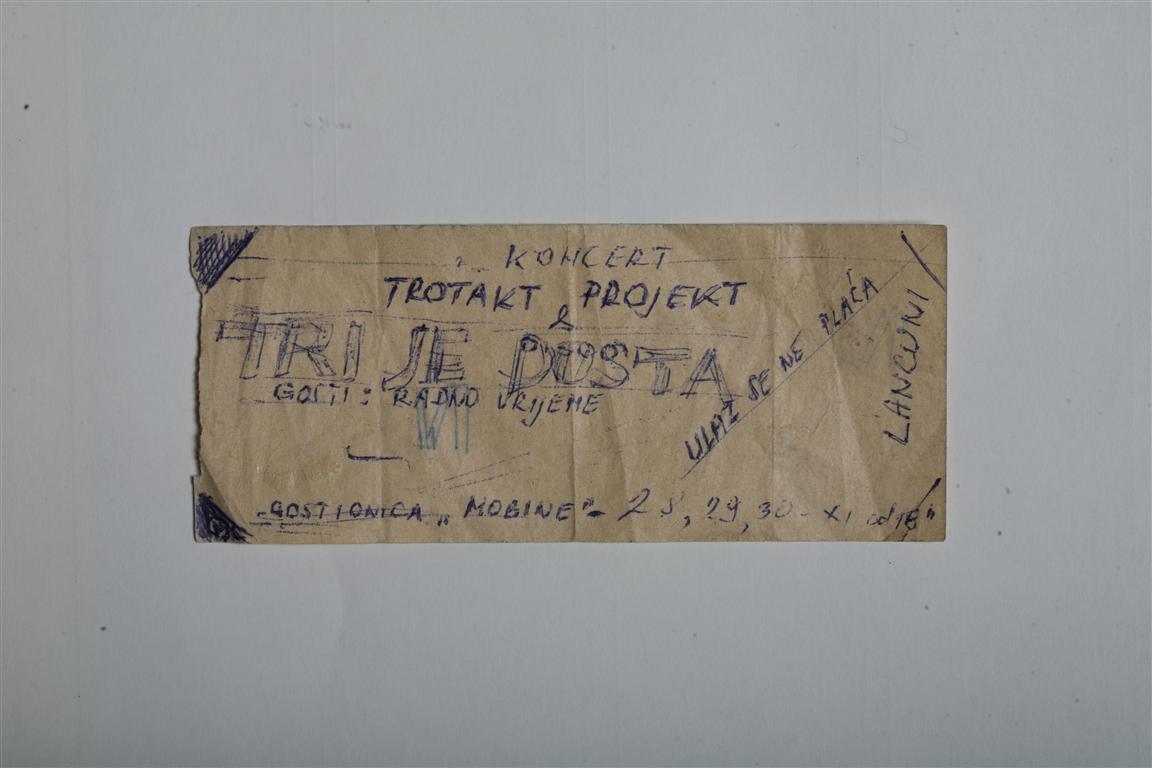 KONCERT
TROTAKT PROJEKT
&
TRI JE DOSTA
GOSTI: RADNO VRIJEME
ULAZ SE NE PLAĆA
LANCUNI
GOSTIONICA „MOBINE" - 28, 29, 30. XI od 18"